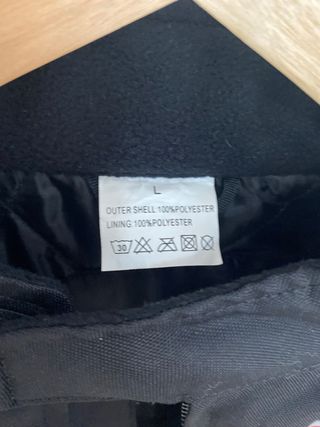 L
OUTER SHELL:100%POLYESTER
LINING:100%POLYESTER
30